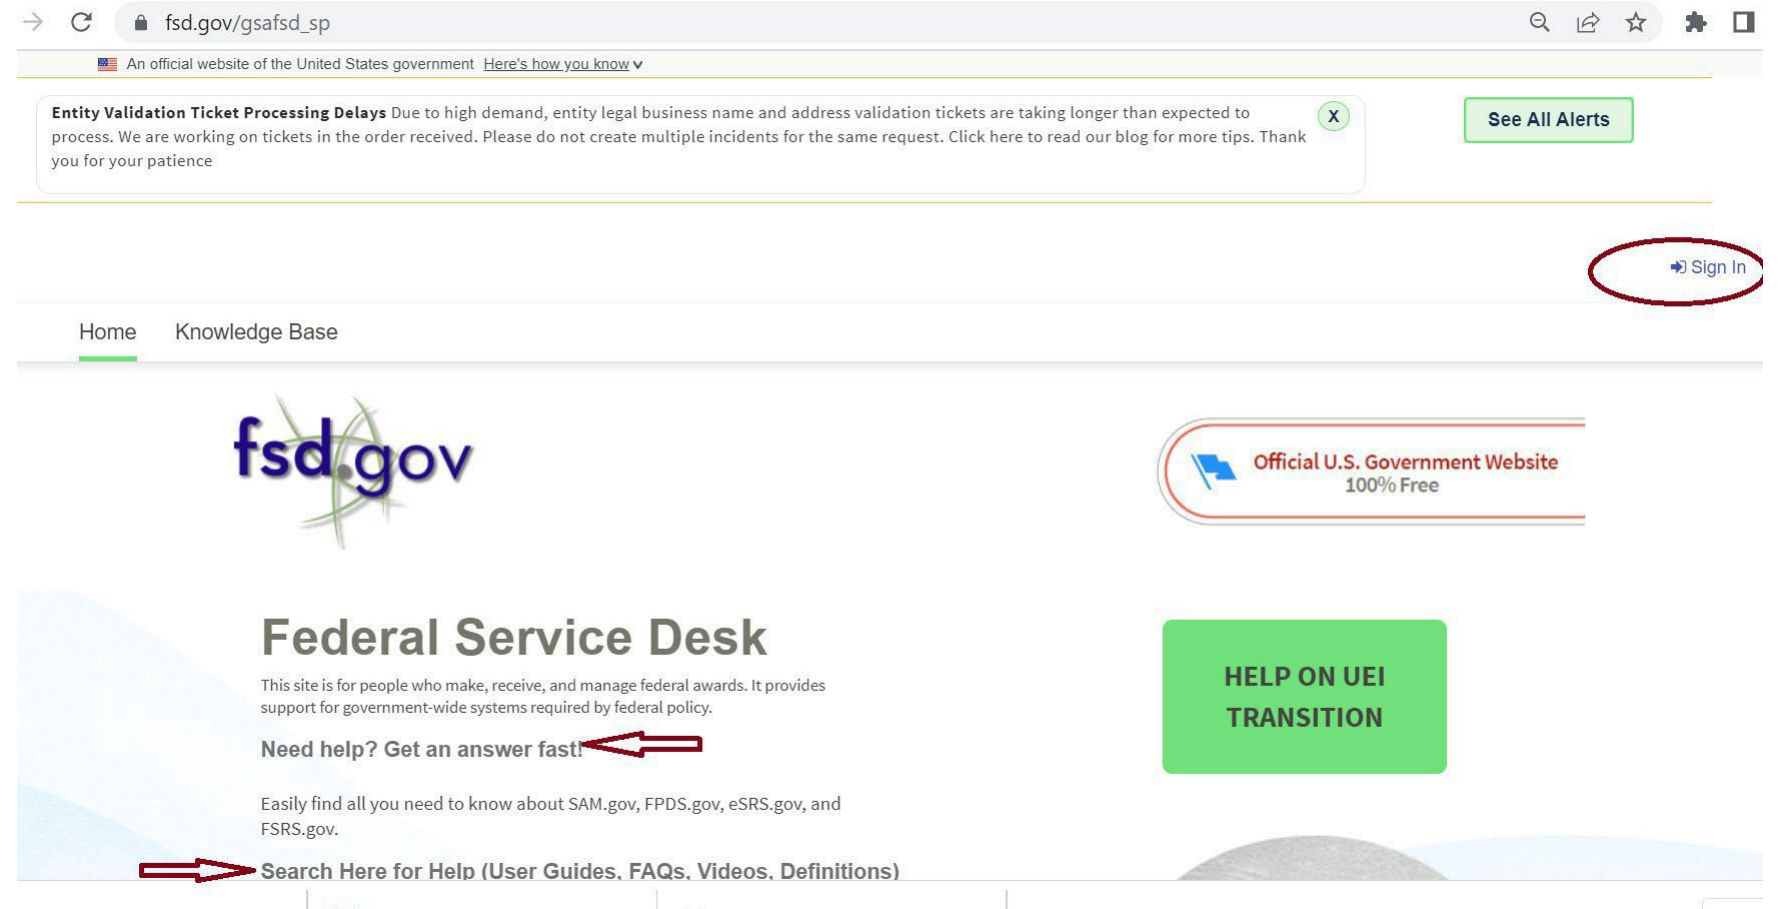 fsd.gov/gsafsd_sp
An official website of the United States government Here's how you know
Entity Validation Ticket Processing Delays Due to high demand, entity legal business name and address validation tickets are taking longer than expected to
process. We are working on tickets in the order received. Please do not create multiple incidents for the same request. Click here to read our blog for more tips. Thank
you for your patience
X
See All Alerts
Sign In
Home Knowledge Base
fsd.gov
Official U.S. Government Website
100% Free
Federal Service Desk
This site is for people who make, receive, and manage federal awards. It provides
support for government-wide systems required by federal policy.
Need help? Get an answer fast!
Easily find all you need to know about SAM.gov, FPDS.gov, eSRS.gov, and
FSRS.gov.
Search Here for Help (User Guides, FAQs, Videos, Definitions)
HELP ON UEI
TRANSITION